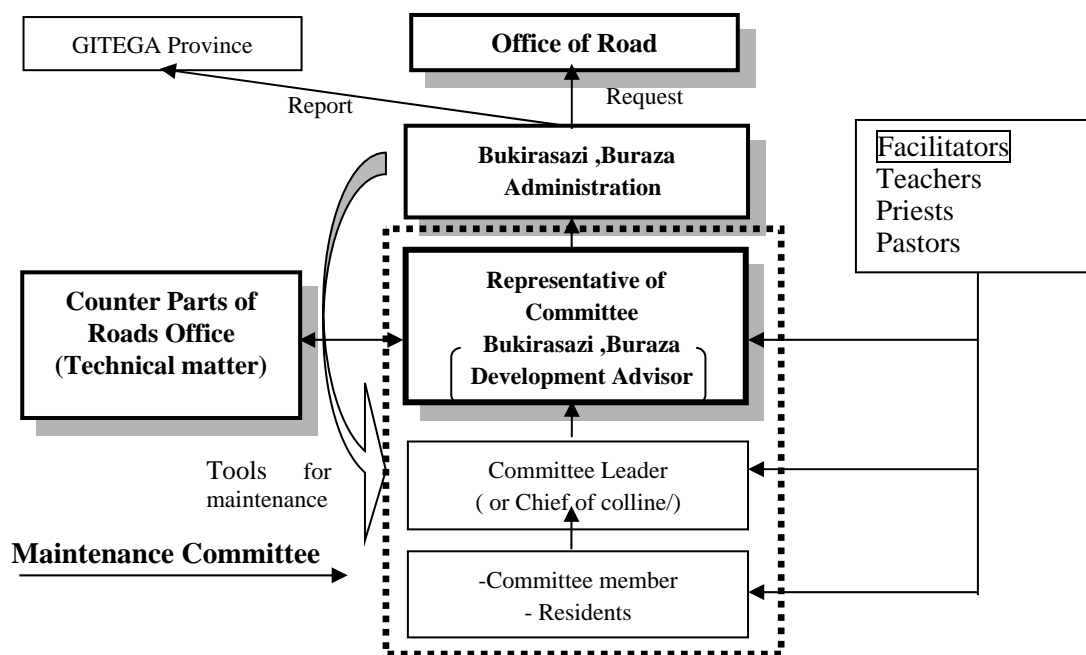 GITEGA Province
Office of Road
Report
Request
Bukirasazi ,Buraza
Administration
Facilitators
Teachers
Priests
Pastors
Counter Parts of
Roads Office
(Technical matter)
Representative of
Committee
Bukirasazi ,Buraza
Development Advisor
Tools for
maintenance
Committee Leader
( or Chief of colline/)
Maintenance Committee
-Committee member
- Residents